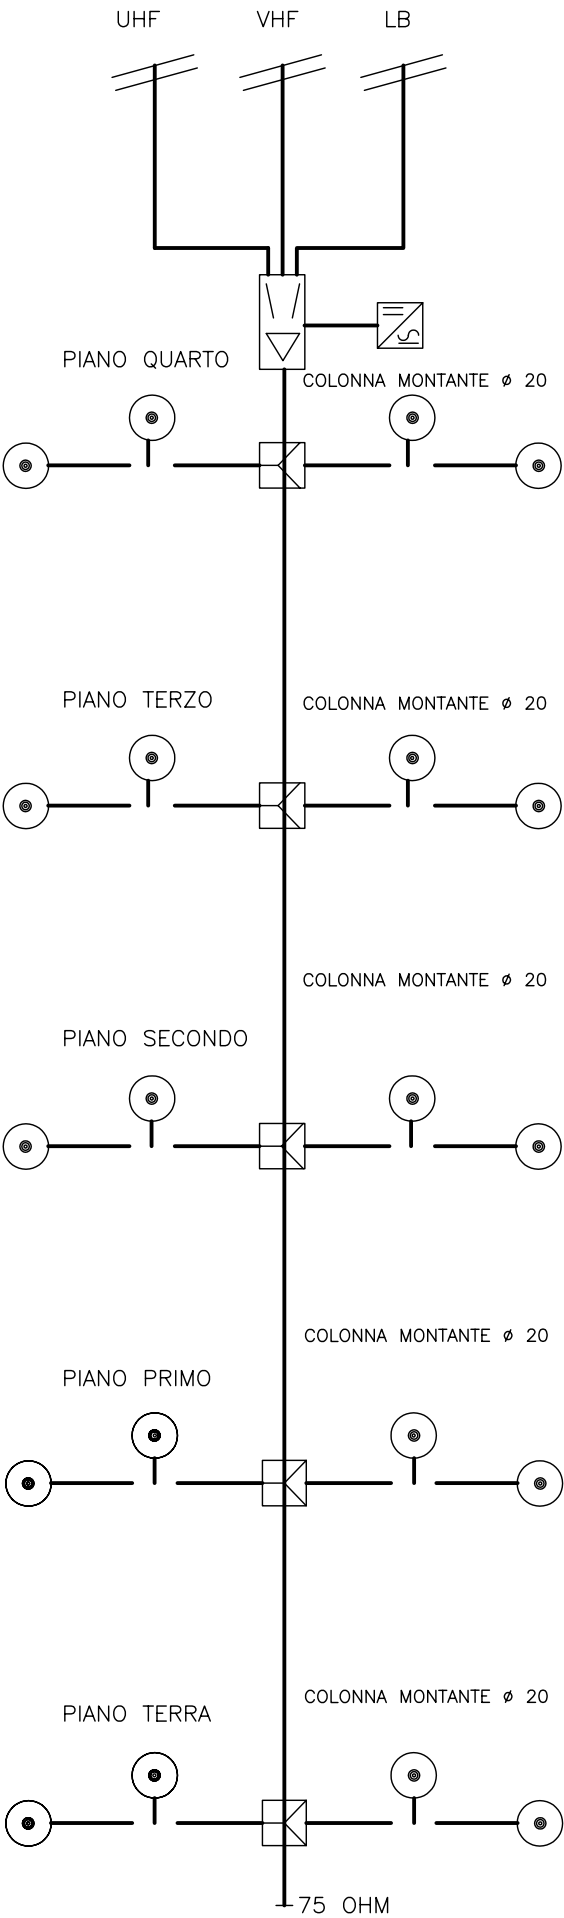 UHF VHF LB
PIANO QUARTO
COLONNA MONTANTE ø 20
PIANO TERZO
COLONNA MONTANTE ø 20
COLONNA MONTANTE ø 20
PIANO SECONDO
COLONNA MONTANTE ø 20
PIANO PRIMO
COLONNA MONTANTE ø 20
PIANO TERRA
75 OHM